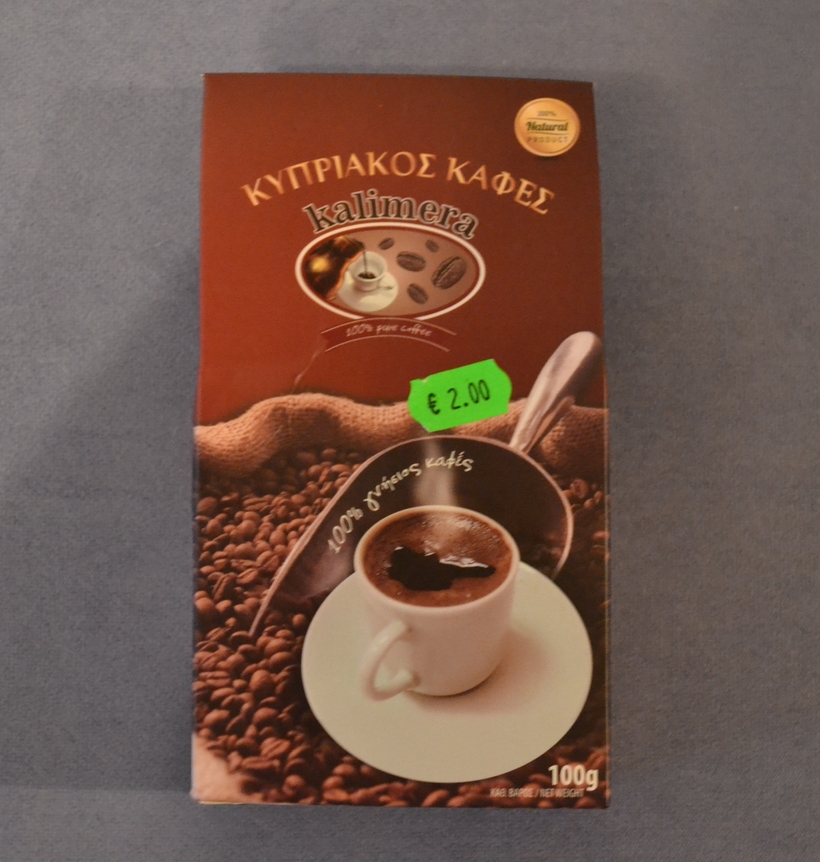 100%
Natural
PRODUCT
ΚΥΠΡΙΑΚΟΣ ΚΑΦΕΣ
kalimera
100% pure coffee
€ 2.00
100% γνήσιος καφές
100g
ΚΑΘ. ΒΑΡΟΣ / NET WEIGHT